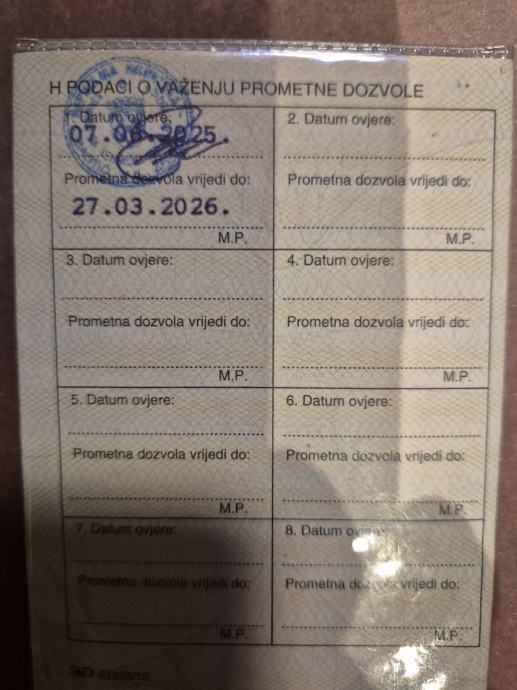 H PODACI O VAŽENJU PROMETNE DOZVOLE
1. Datum ovjere:
07.06.2025.
Prometna dozvola vrijedi do:
27.03.2026.
M.P.
2. Datum ovjere:
Prometna dozvola vrijedi do:
M.P.
3. Datum ovjere:
Prometna dozvola vrijedi do:
M.P.
4. Datum ovjere:
Prometna dozvola vrijedi do:
M.P.
5. Datum ovjere:
Prometna dozvola vrijedi do:
M.P.
6. Datum ovjere:
Prometna dozvola vrijedi do:
M.P.
7. Datum ovjere:
Prometna dozvola vrijedi do:
M.P.
8. Datum ovjere:
Prometna dozvola vrijedi do:
M.P.